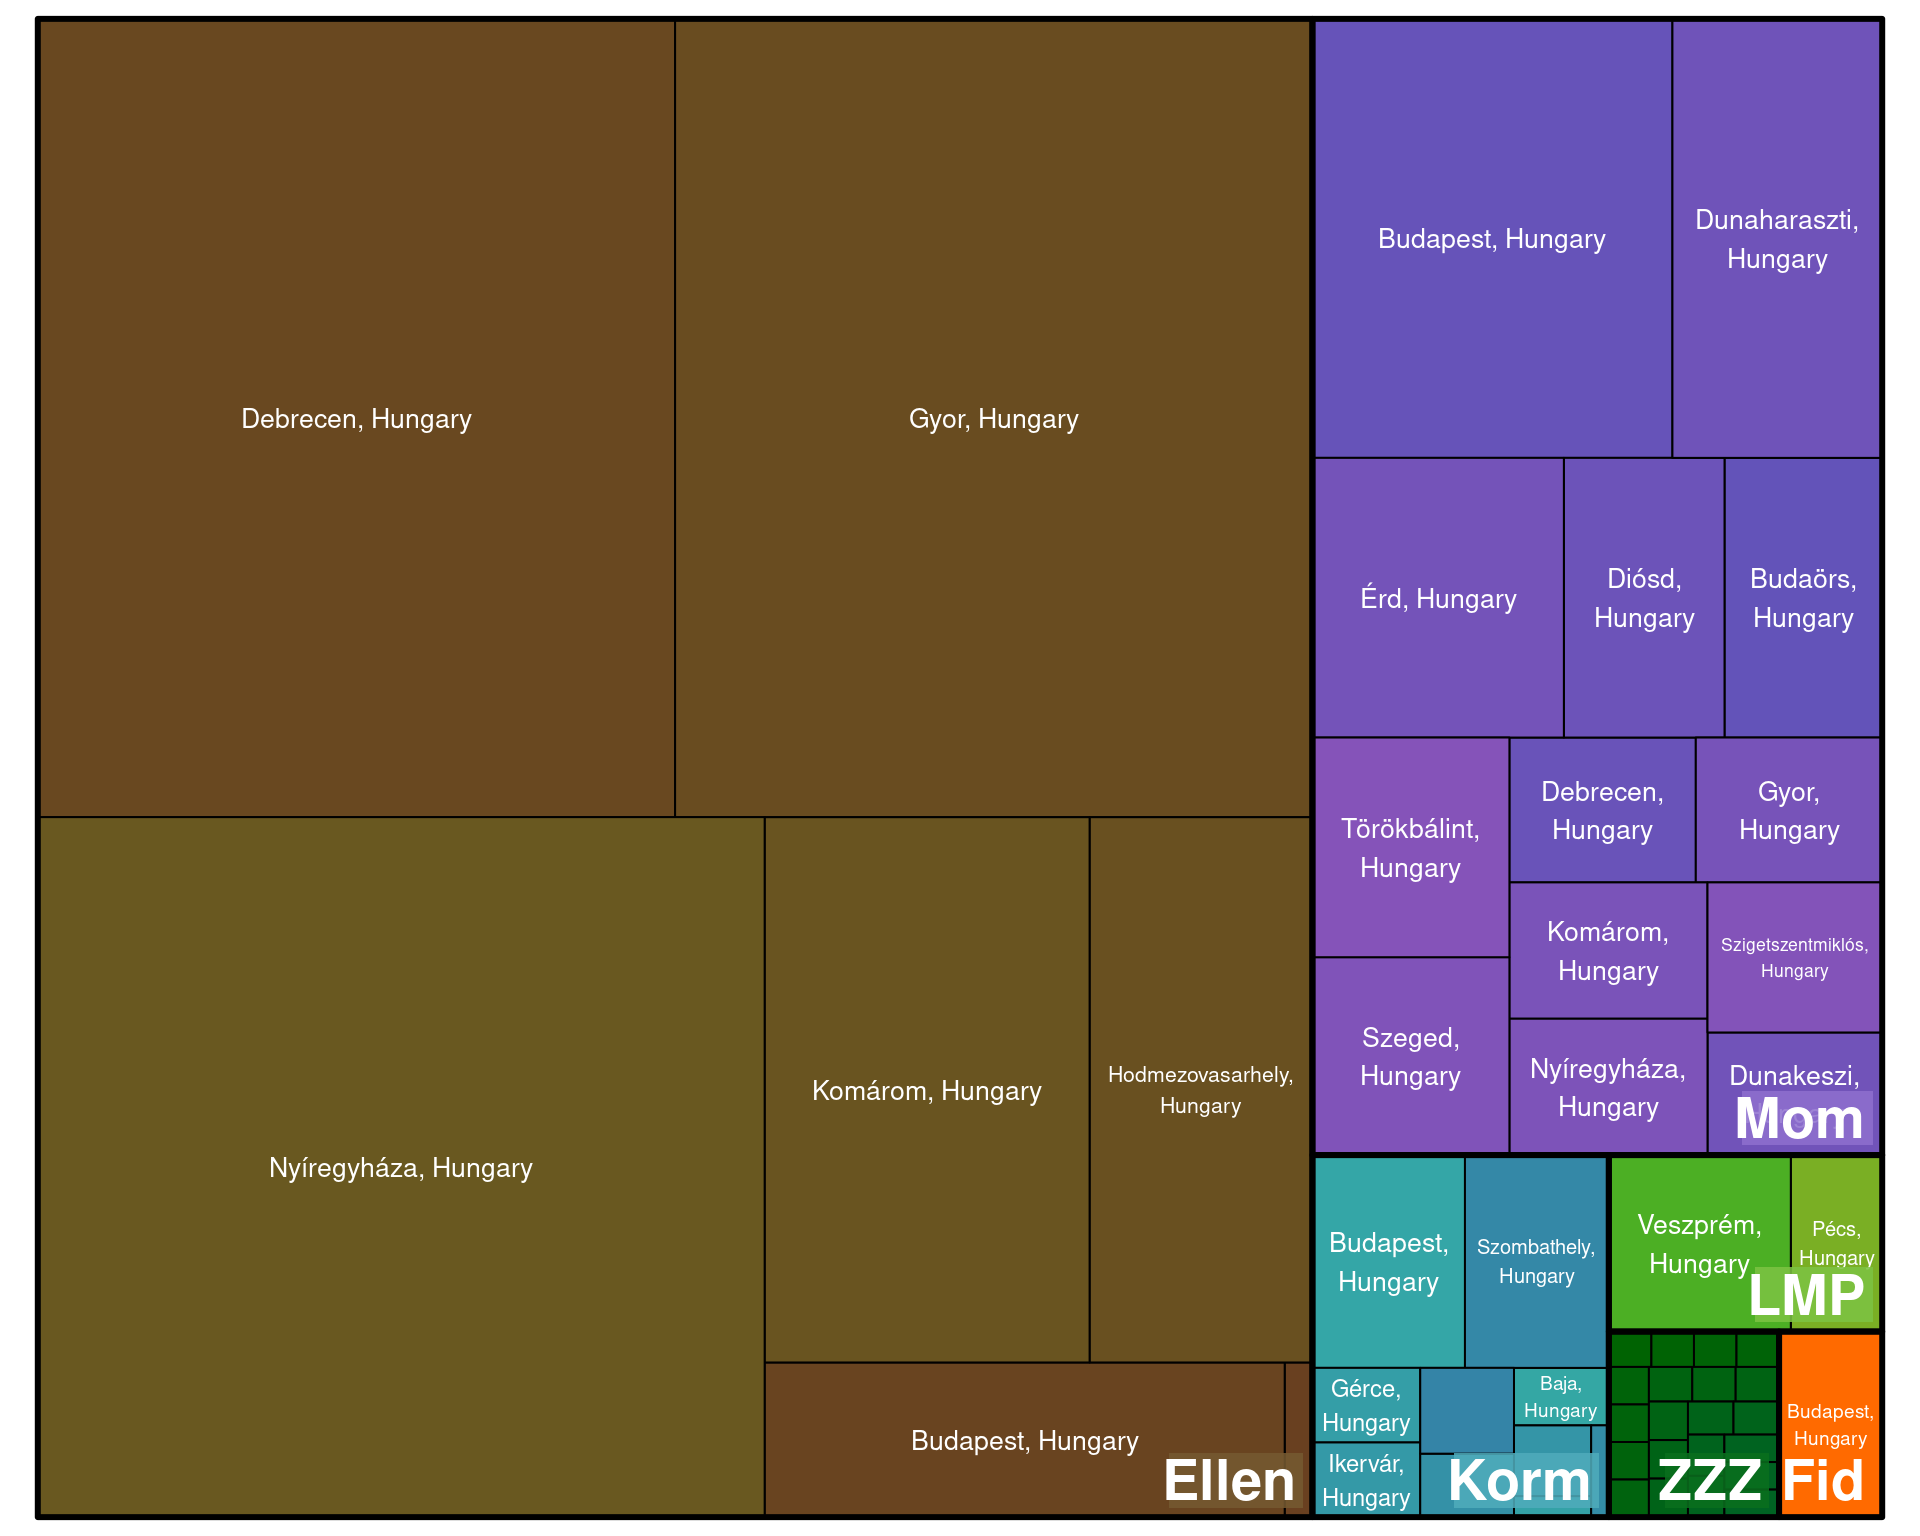 Debrecen, Hungary
Gyor, Hungary
Nyíregyháza, Hungary
Komárom, Hungary
Hodmezovasarhely,
Hungary
Budapest, Hungary
Ellen
Budapest, Hungary
Dunaharaszti,
Hungary
Érd, Hungary
Diósd,
Hungary
Budaörs,
Hungary
Törökbálint,
Hungary
Debrecen,
Hungary
Gyor,
Hungary
Szeged,
Hungary
Komárom,
Hungary
Szigetszentmiklós,
Hungary
Nyíregyháza,
Hungary
Dunakeszi,
Mom
Budapest,
Hungary
Szombathely,
Hungary
Gérce,
Hungary
Baja,
Hungary
Ikervár,
Hungary
Korm
Veszprém,
Hungary
Pécs,
Hungary
LMP
ZZZ
Budapest,
Hungary
Fid